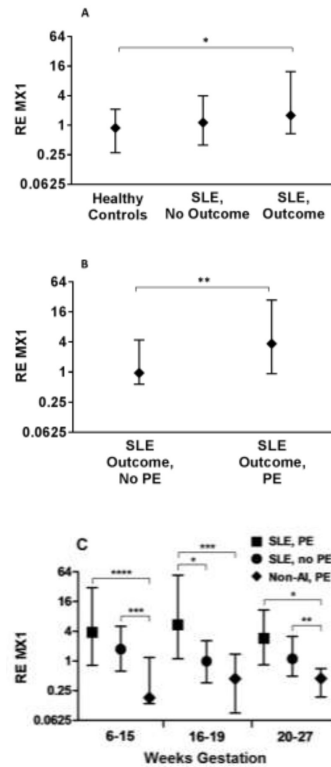 A
*
64
16
4
1
0.25
0.0625
RE MX1
Healthy Controls
SLE, No Outcome
SLE, Outcome
B
**
64
4
1
0.25
0.0625
RE MX1
SLE Outcome, No PE
SLE Outcome, PE
C
■ SLE, PE
● SLE, no PE
◆ Non-AI, PE
****
***
***
*
*
**
64
16
4
1
0.25
0.0625
RE MX1
6-15
16-19
20-27
Weeks Gestation